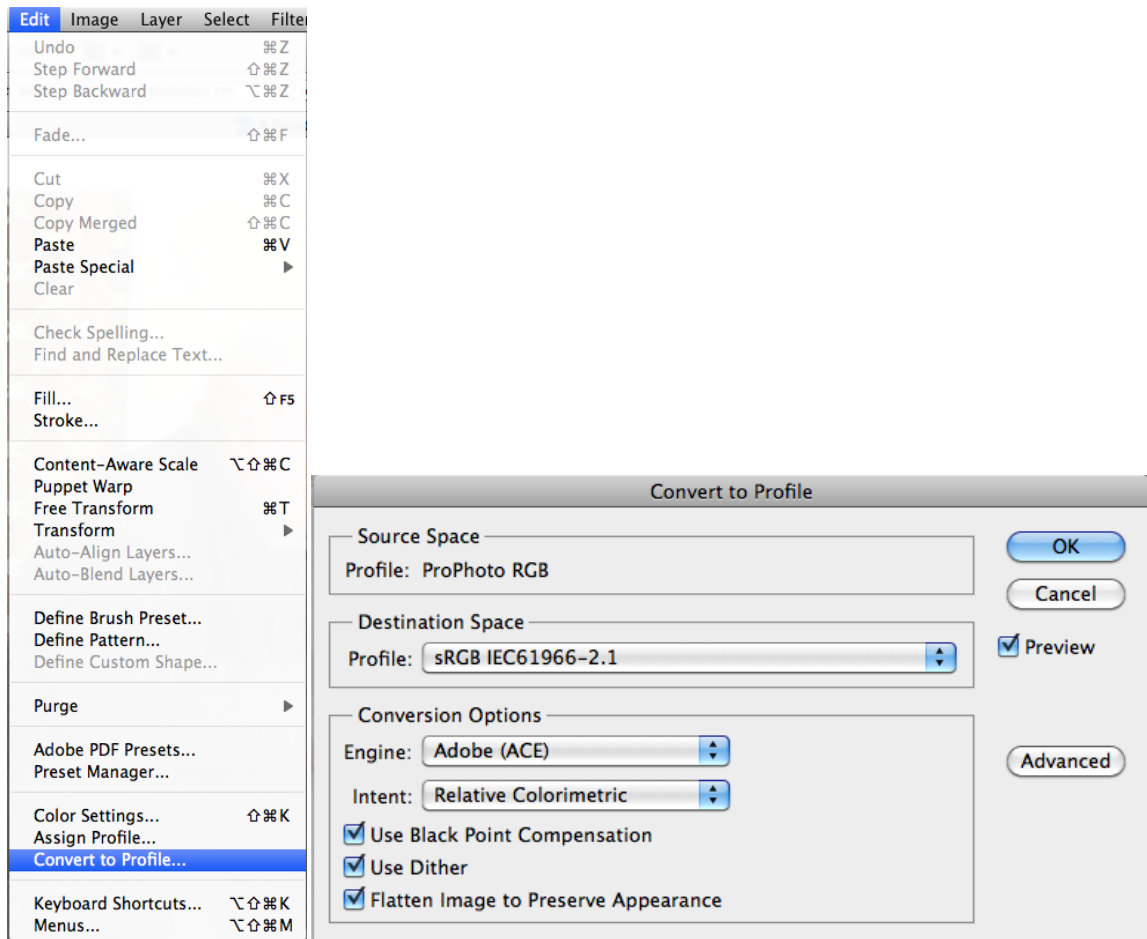 Edit Image Layer Select Filter
Undo ⌘Z
Step Forward ⇧⌘Z
Step Backward ⌥⌘Z
Fade... ⇧⌘F
Cut ⌘X
Copy ⌘C
Copy Merged ⇧⌘C
Paste ⌘V
Paste Special ▶
Clear
Check Spelling...
Find and Replace Text...
Fill... ⇧F5
Stroke...
Content-Aware Scale ⌥⇧⌘C
Puppet Warp
Free Transform ⌘T
Transform ▶
Auto-Align Layers...
Auto-Blend Layers...
Define Brush Preset...
Define Pattern...
Define Custom Shape...
Purge ▶
Adobe PDF Presets...
Preset Manager...
Color Settings... ⇧⌘K
Assign Profile...
Convert to Profile...
Keyboard Shortcuts... ⌥⇧⌘K
Menus... ⌥⇧⌘M
Convert to Profile
Source Space
Profile: ProPhoto RGB
Destination Space
Profile: sRGB IEC61966-2.1
Conversion Options
Engine: Adobe (ACE)
Intent: Relative Colorimetric
Use Black Point Compensation
Use Dither
Flatten Image to Preserve Appearance
OK
Cancel
Preview
Advanced